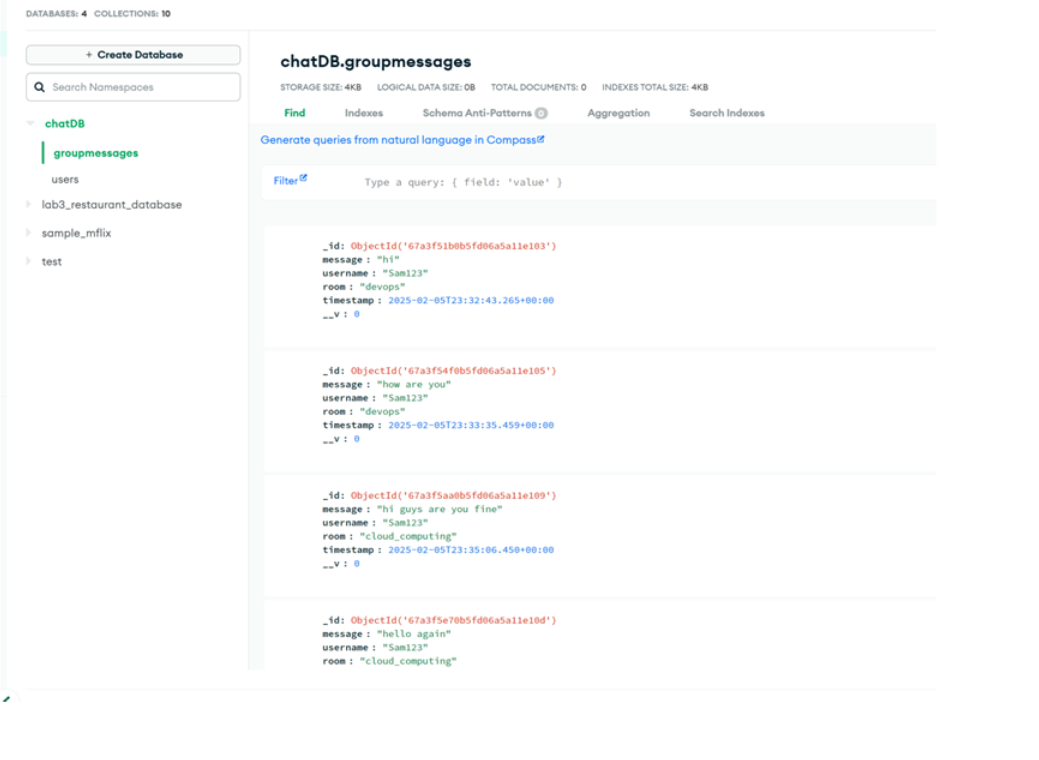 DATABASES: 4 COLLECTIONS: 10
+ Create Database
Search Namespaces
chatDB
groupmessages
users
lab3_restaurant_database
sample_mflix
test
chatDB.groupmessages
STORAGE SIZE: 4KB LOGICAL DATA SIZE: 0B TOTAL DOCUMENTS: 0 INDEXES TOTAL SIZE: 4KB
Find Indexes Schema Anti-Patterns 0 Aggregation Search Indexes
Generate queries from natural language in Compass
Filter Type a query: { field: 'value' }
_id: ObjectId('67a3f51b0b5fd06a5a11e103')
message : "hi"
username : "Sam123"
room : "devops"
timestamp : 2025-02-05T23:32:43.265+00:00
__v : 0
_id: ObjectId('67a3f54f0b5fd06a5a11e105')
message : "how are you"
username : "Sam123"
room : "devops"
timestamp : 2025-02-05T23:33:35.459+00:00
__v : 0
_id: ObjectId('67a3f5aa0b5fd06a5a11e109')
message : "hi guys are you fine"
username : "Sam123"
room : "cloud_computing"
timestamp : 2025-02-05T23:35:06.450+00:00
__v : 0
_id: ObjectId('67a3f5e70b5fd06a5a11e10d')
message : "hello again"
username : "Sam123"
room : "cloud_computing"